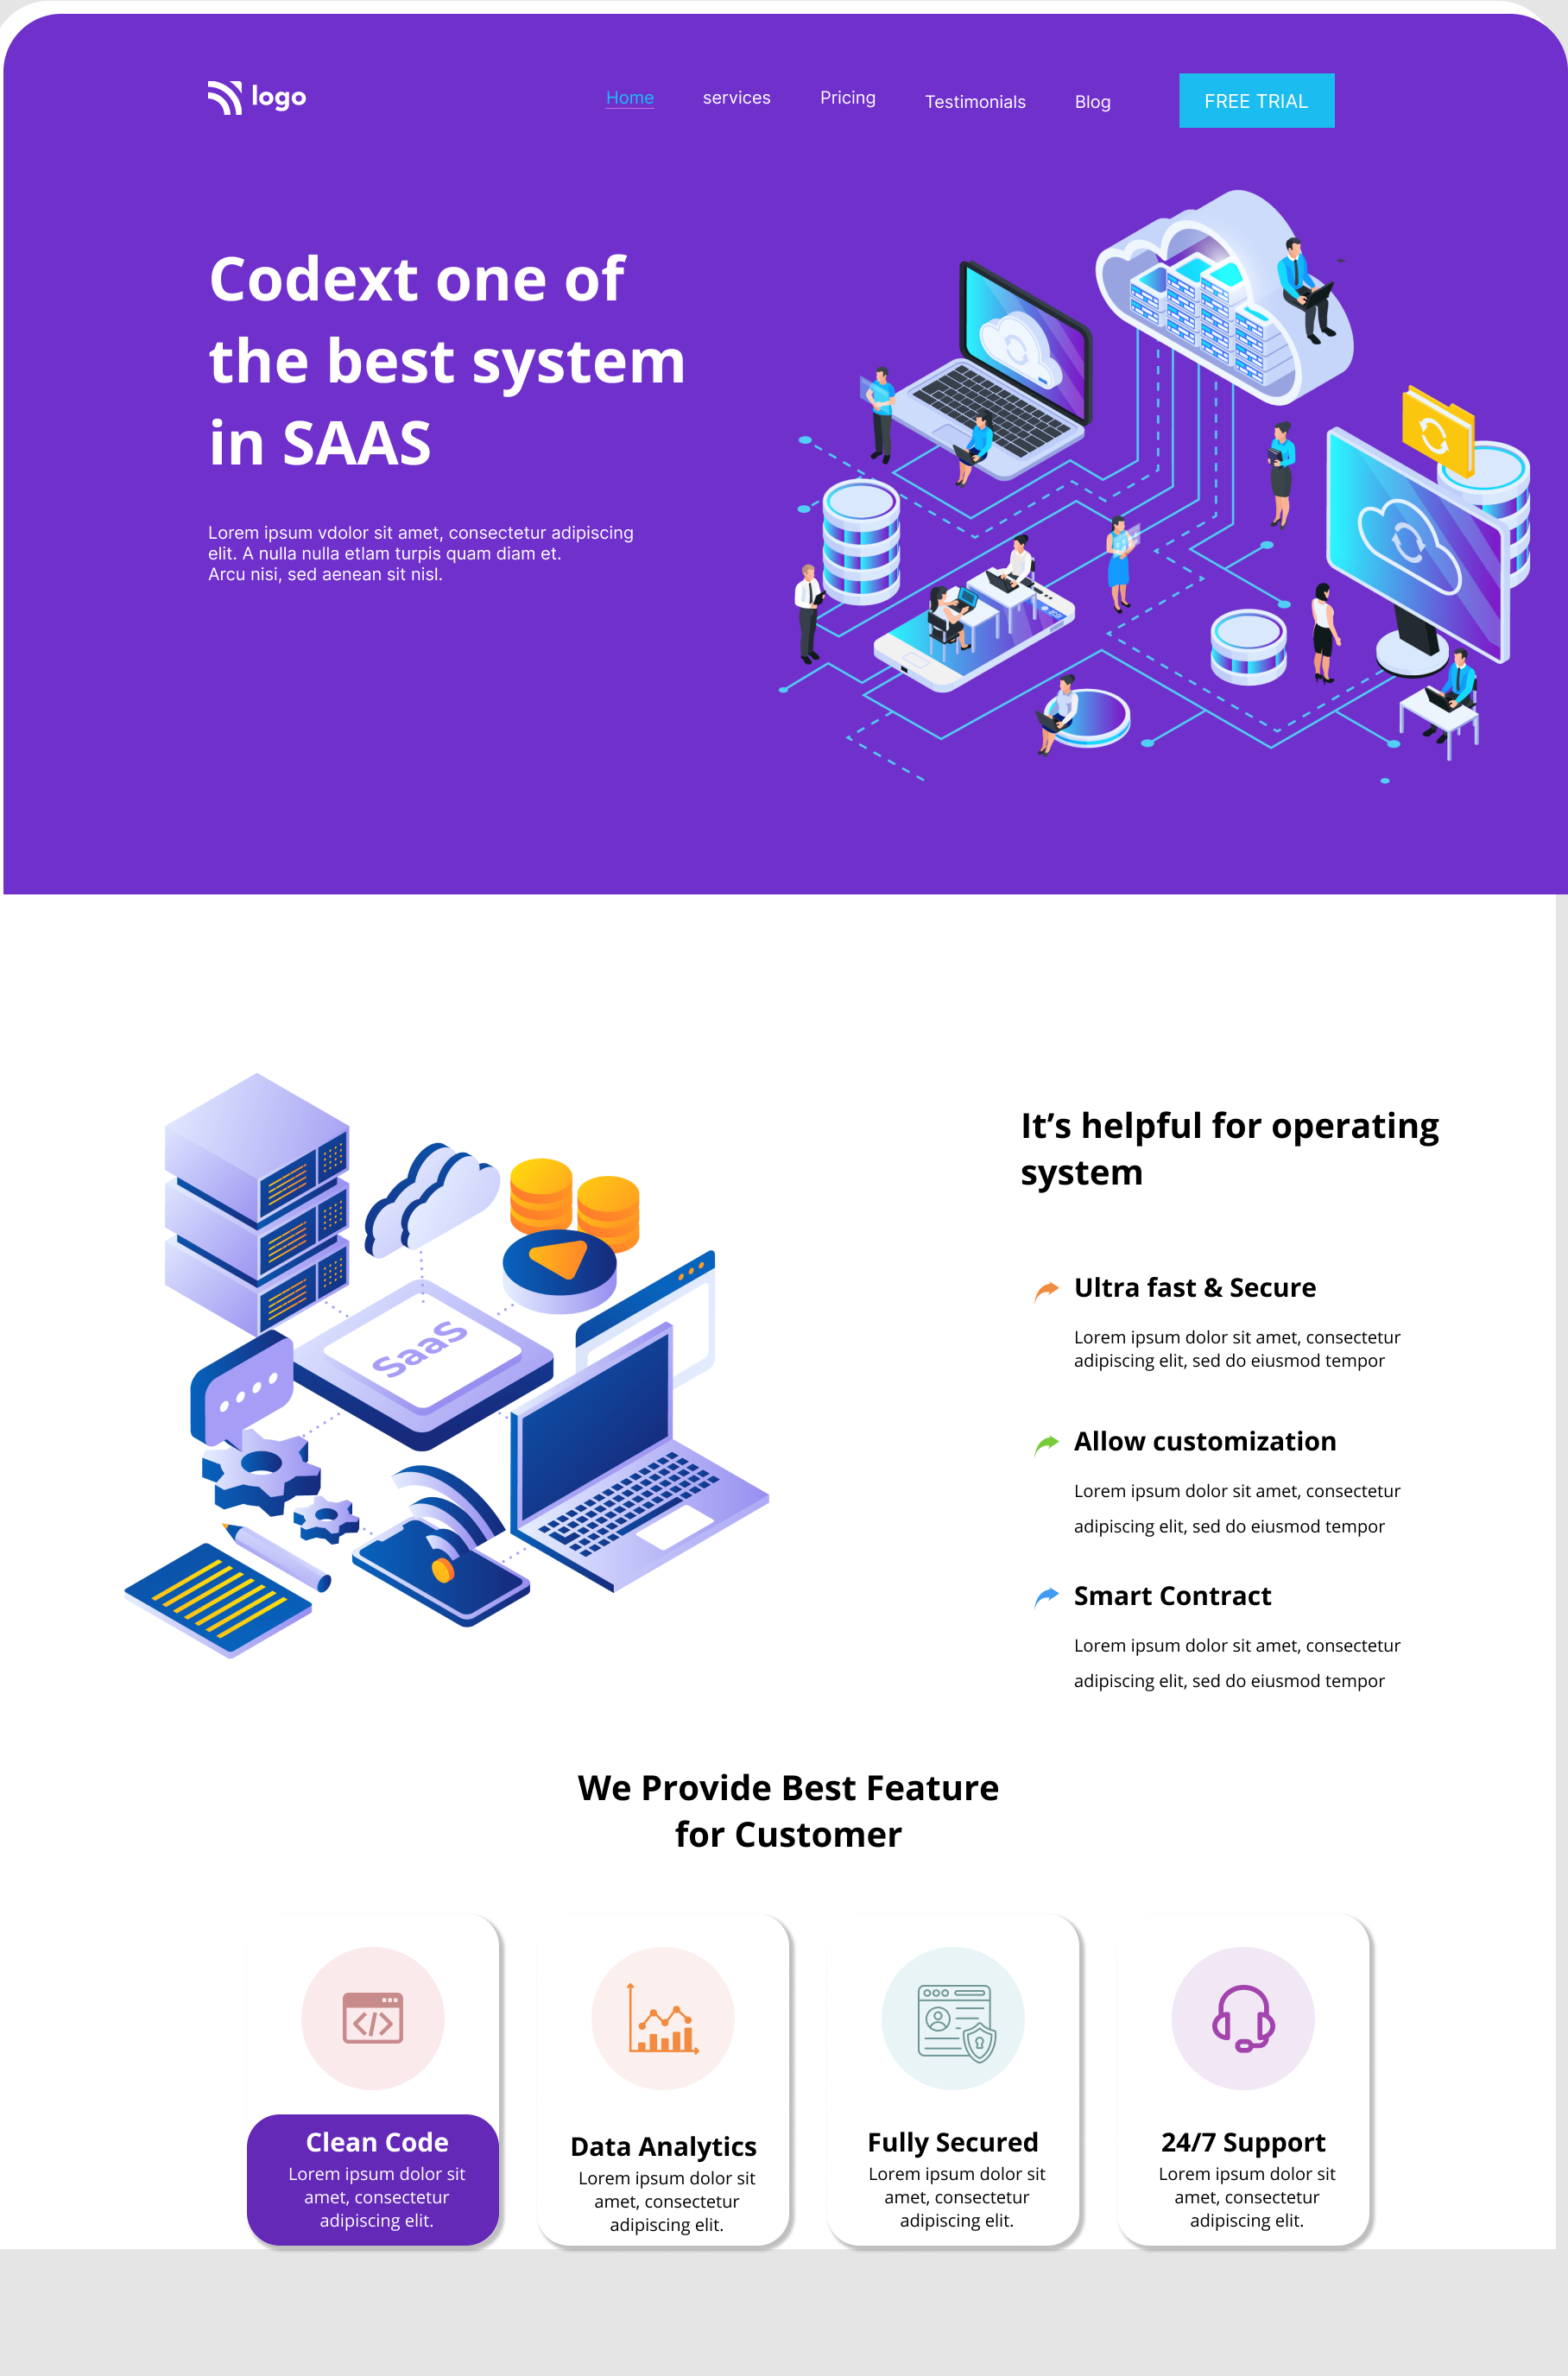 logo
Home services Pricing Testimonials Blog FREE TRIAL
Codext one of
the best system
in SAAS
Lorem ipsum vdolor sit amet, consectetur adipiscing
elit. A nulla nulla etlam turpis quam diam et.
Arcu nisi, sed aenean sit nisl.
SaaS
It’s helpful for operating
system
Ultra fast & Secure
Lorem ipsum dolor sit amet, consectetur
adipiscing elit, sed do eiusmod tempor
Allow customization
Lorem ipsum dolor sit amet, consectetur
adipiscing elit, sed do eiusmod tempor
Smart Contract
Lorem ipsum dolor sit amet, consectetur
adipiscing elit, sed do eiusmod tempor
We Provide Best Feature
for Customer
Clean Code
Lorem ipsum dolor sit
amet, consectetur
adipiscing elit.
Data Analytics
Lorem ipsum dolor sit
amet, consectetur
adipiscing elit.
Fully Secured
Lorem ipsum dolor sit
amet, consectetur
adipiscing elit.
24/7 Support
Lorem ipsum dolor sit
amet, consectetur
adipiscing elit.